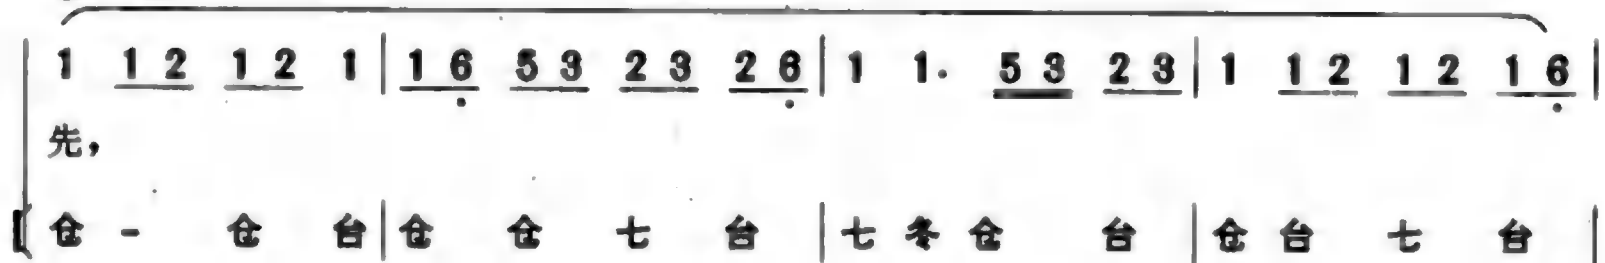 1 1 2 1 2 1 | 1 6̣ 5 3 2 3 2 6̣ | 1 1. 5 3 2 3 | 1 1 2 1 2 1 6̣ |
先，
仓 - 仓 台 | 仓 仓 七 台 | 七 冬 仓 台 | 仓 台 七 台 |